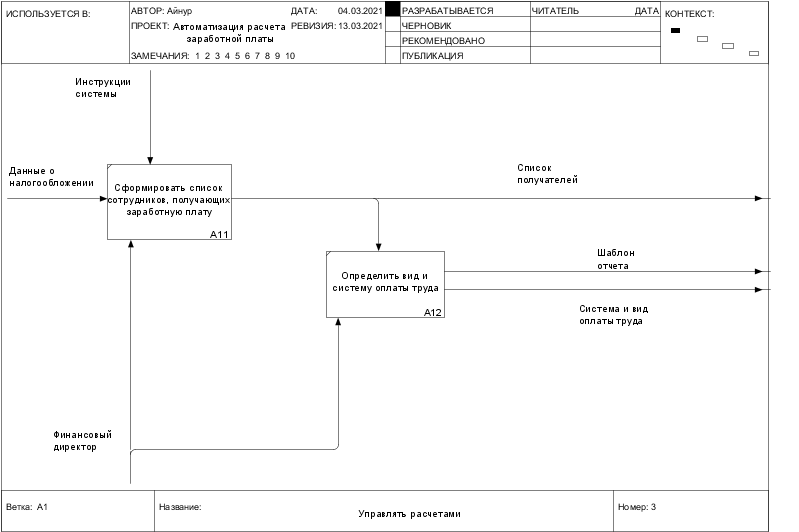 ИСПОЛЬЗУЕТСЯ В:
АВТОР: Айнур
ДАТА: 04.03.2021
ПРОЕКТ: Автоматизация расчета
заработной платы
РЕВИЗИЯ: 13.03.2021
ЗАМЕЧАНИЯ: 1 2 3 4 5 6 7 8 9 10
РАЗРАБАТЫВАЕТСЯ
ЧЕРНОВИК
РЕКОМЕНДОВАНО
ПУБЛИКАЦИЯ
ЧИТАТЕЛЬ ДАТА
КОНТЕКСТ:
Инструкции
системы
Данные о
налогообложении
Сформировать список
сотрудников, получающих
заработную плату
A11
Список
получателей
Определить вид и
систему оплаты труда
A12
Шаблон
отчета
Система и вид
оплаты труда
Финансовый
директор
Ветка: A1
Название:
Управлять расчетами
Номер: 3